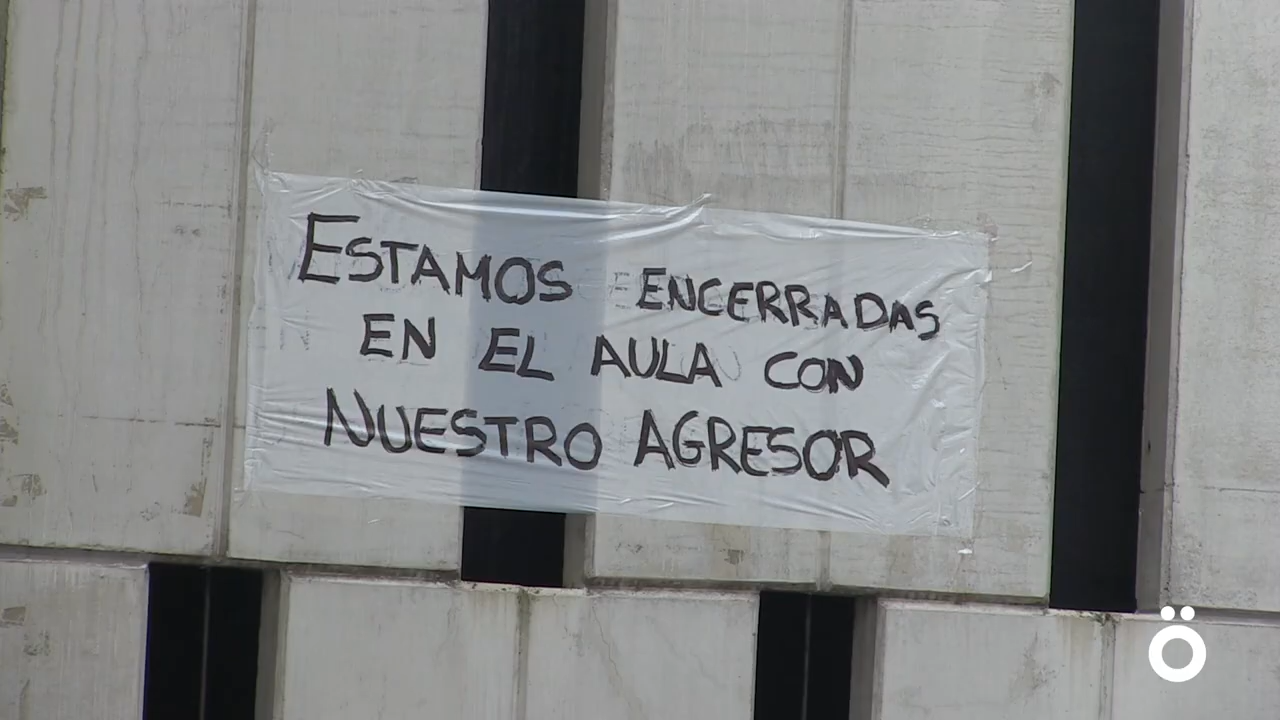 ESTAMOS ENCERRADAS
EN EL AULA CON
NUESTRO AGRESOR
Ö